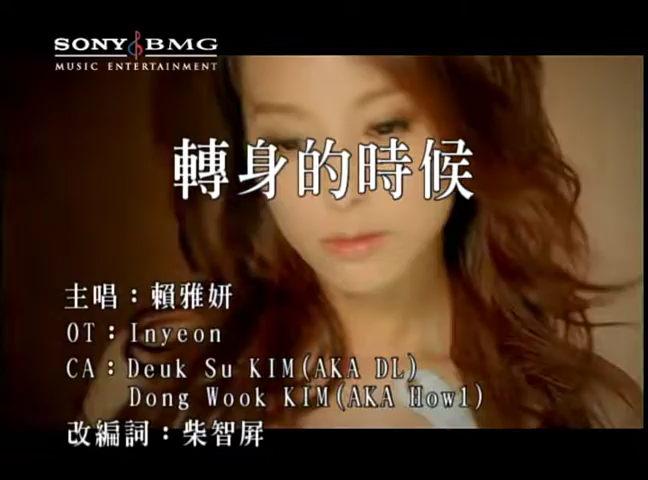 SONY BMG
MUSIC ENTERTAINMENT
轉身的時候
主唱：賴雅妍
OT：Inyeon
CA：Deuk Su KIM(AKA DL)
Dong Wook KIM(AKA Howl)
改編詞：柴智屏